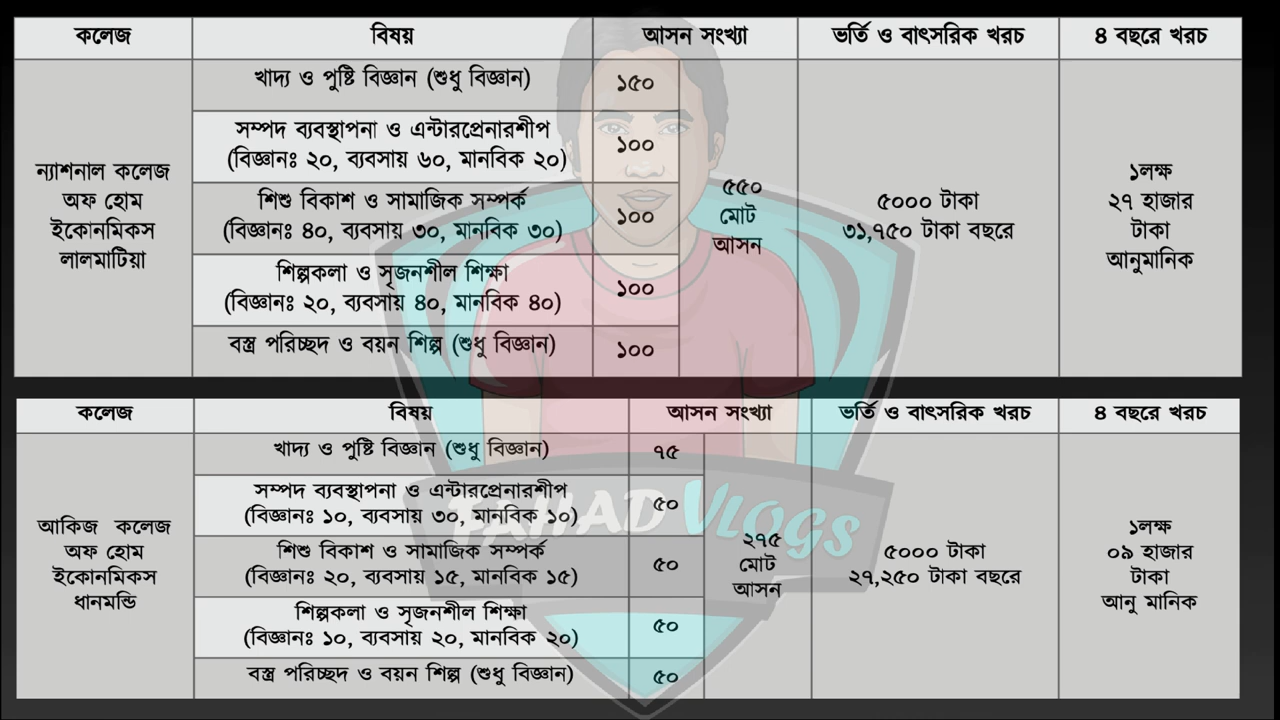 কলেজ বিষয় আসন সংখ্যা ভর্তি ও বাৎসরিক খরচ ৪ বছরে খরচ
ন্যাশনাল কলেজ
অফ হোম
ইকোনমিকস
লালমাটিয়া
খাদ্য ও পুষ্টি বিজ্ঞান (শুধু বিজ্ঞান) ১৫০
সম্পদ ব্যবস্থাপনা ও এন্টারপ্রেনারশীপ
(বিজ্ঞানঃ ২০, ব্যবসায় ৬০, মানবিক ২০)
১০০
শিশু বিকাশ ও সামাজিক সম্পর্ক
(বিজ্ঞানঃ ৪০, ব্যবসায় ৩০, মানবিক ৩০)
১০০
শিল্পকলা ও সৃজনশীল শিক্ষা
(বিজ্ঞানঃ ২০, ব্যবসায় ৪০, মানবিক ৪০)
১০০
বস্ত্র পরিচ্ছদ ও বয়ন শিল্প (শুধু বিজ্ঞান) ১০০
৫৫০
মোট
আসন
৫০০০ টাকা
৩১,৭৫০ টাকা বছরে
১লক্ষ
২৭ হাজার
টাকা
আনুমানিক
কলেজ বিষয় আসন সংখ্যা ভর্তি ও বাৎসরিক খরচ ৪ বছরে খরচ
আকিজ কলেজ
অফ হোম
ইকোনমিকস
ধানমন্ডি
খাদ্য ও পুষ্টি বিজ্ঞান (শুধু বিজ্ঞান) ৭৫
সম্পদ ব্যবস্থাপনা ও এন্টারপ্রেনারশীপ
(বিজ্ঞানঃ ১০, ব্যবসায় ৩০, মানবিক ১০)
৫০
শিশু বিকাশ ও সামাজিক সম্পর্ক
(বিজ্ঞানঃ ২০, ব্যবসায় ১৫, মানবিক ১৫)
৫০
শিল্পকলা ও সৃজনশীল শিক্ষা
(বিজ্ঞানঃ ১০, ব্যবসায় ২০, মানবিক ২০)
৫০
বস্ত্র পরিচ্ছদ ও বয়ন শিল্প (শুধু বিজ্ঞান) ৫০
২৭৫
মোট
আসন
৫০০০ টাকা
২৭,২৫০ টাকা বছরে
১লক্ষ
০৯ হাজার
টাকা
আনু মানিক
FAHAD VLOGS